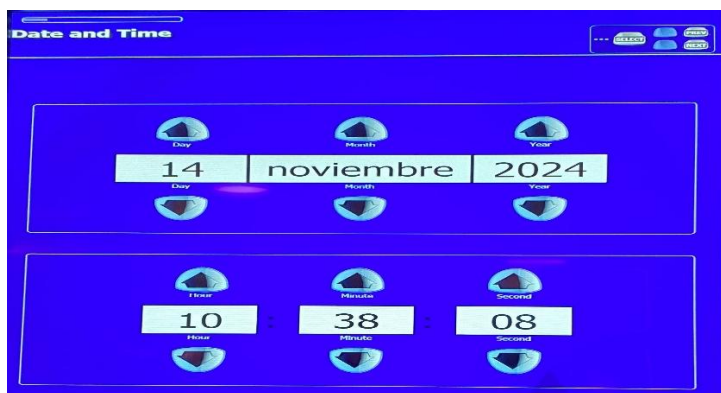 Date and Time
--- SELECT PREV
NEXT
Day Month Year
14 noviembre 2024
Day Month Year
Hour Minute Second
10 : 38 : 08
Hour Minute Second